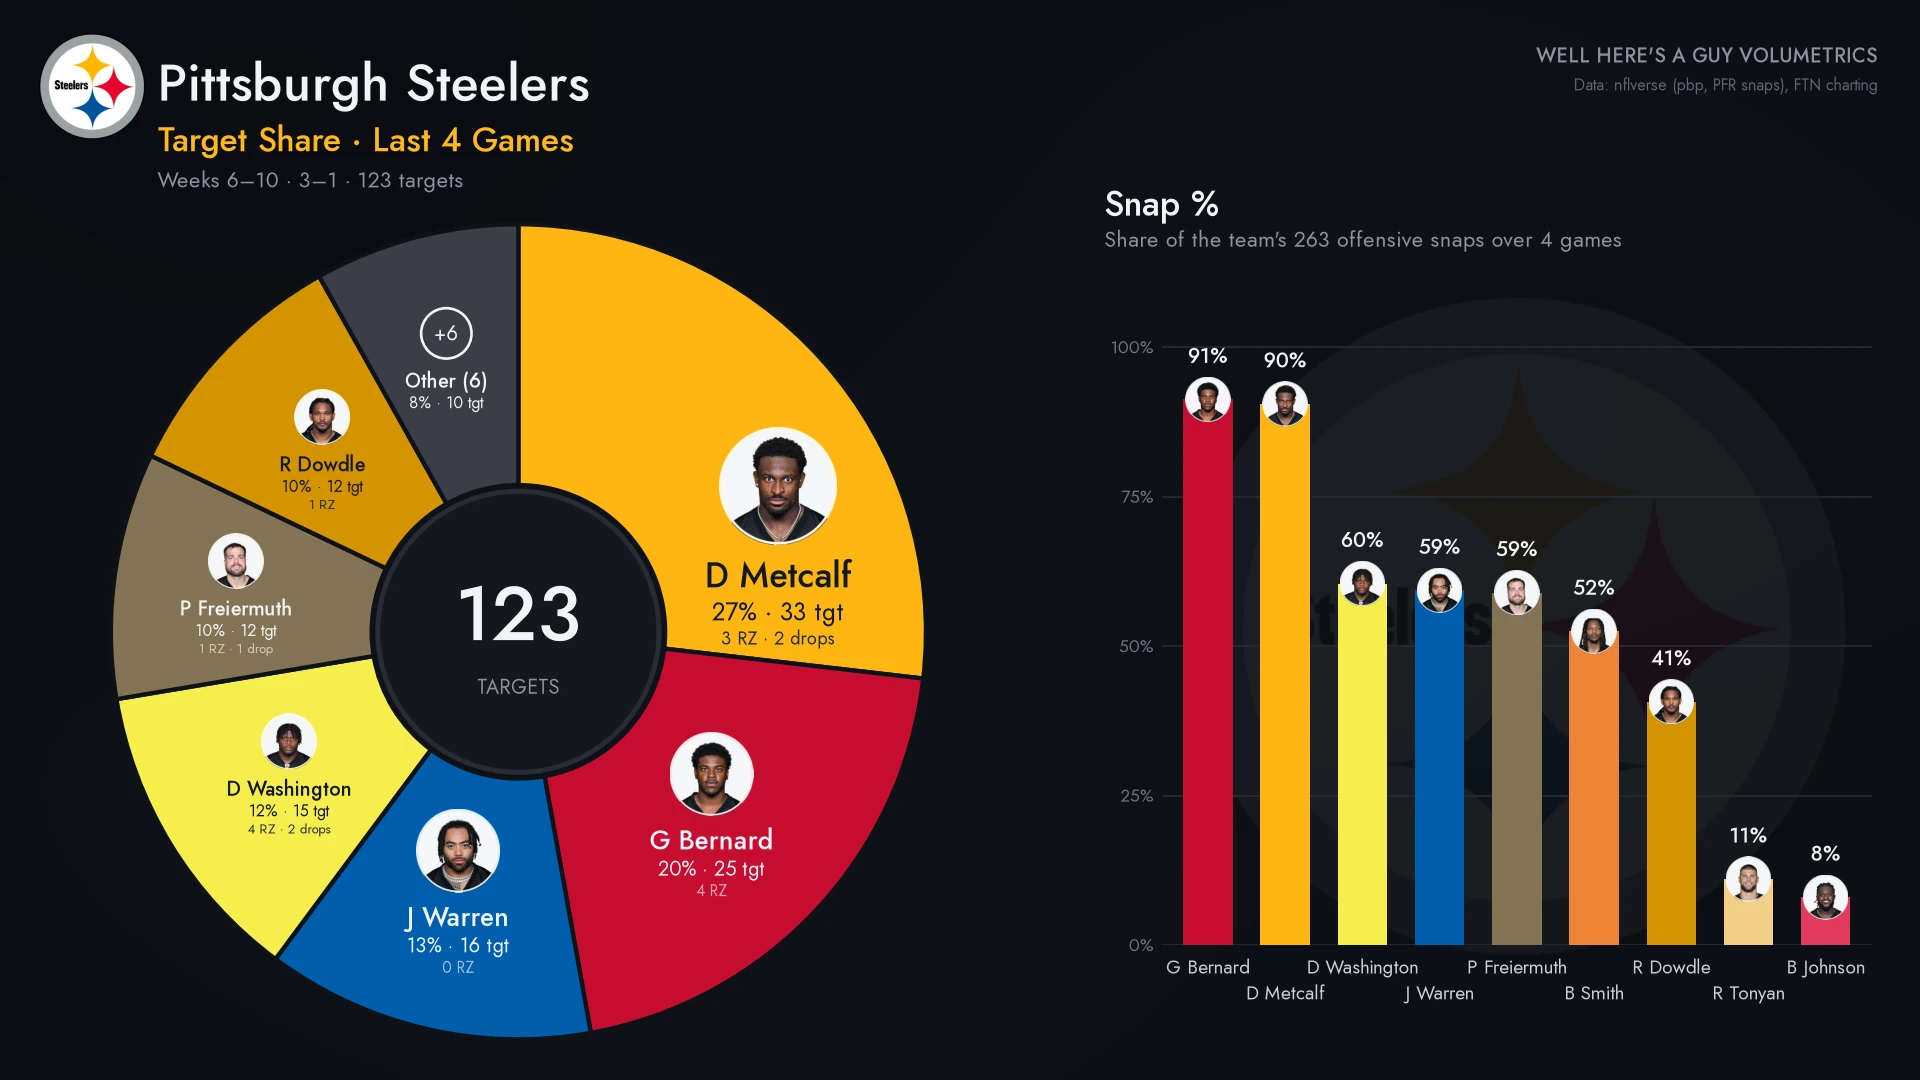 Steelers
Pittsburgh Steelers
Target Share · Last 4 Games
Weeks 6–10 · 3–1 · 123 targets
WELL HERE'S A GUY VOLUMETRICS
Data: nflverse (pbp, PFR snaps), FTN charting
+6
Other (6)
8% · 10 tgt
R Dowdle
10% · 12 tgt
1 RZ
D Metcalf
27% · 33 tgt
3 RZ · 2 drops
P Freiermuth
10% · 12 tgt
1 RZ · 1 drop
123
TARGETS
D Washington
12% · 15 tgt
4 RZ · 2 drops
G Bernard
20% · 25 tgt
4 RZ
J Warren
13% · 16 tgt
0 RZ
Snap %
Share of the team's 263 offensive snaps over 4 games
100%
75%
50%
25%
0%
91%
90%
60%
59%
59%
52%
41%
11%
8%
Steelers
G Bernard
D Metcalf
D Washington
J Warren
P Freiermuth
B Smith
R Dowdle
R Tonyan
B Johnson